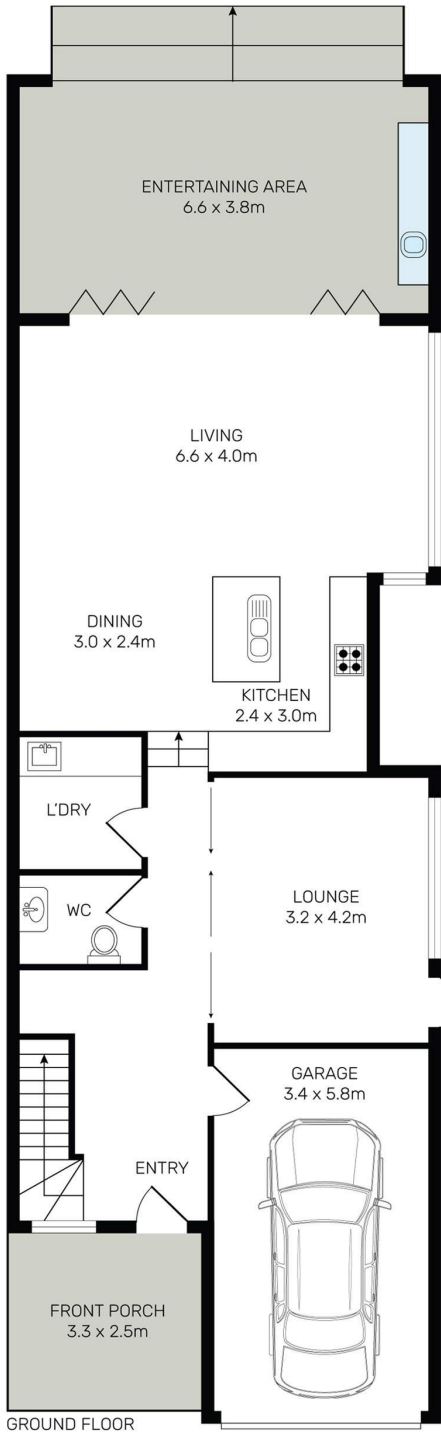 ENTERTAINING AREA
6.6 x 3.8m
LIVING
6.6 x 4.0m
DINING
3.0 x 2.4m
KITCHEN
2.4 x 3.0m
L'DRY
WC
LOUNGE
3.2 x 4.2m
GARAGE
3.4 x 5.8m
ENTRY
FRONT PORCH
3.3 x 2.5m
GROUND FLOOR